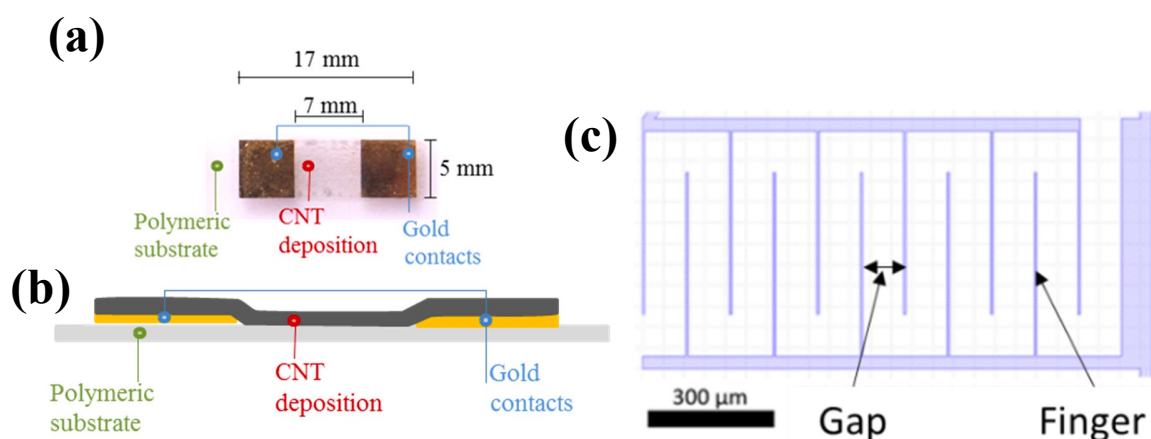 (a)
17 mm
7 mm
5 mm
Polymeric
substrate
CNT
deposition
Gold
contacts
(b)
Polymeric
substrate
CNT
deposition
Gold
contacts
(c)
300 μm
Gap
Finger